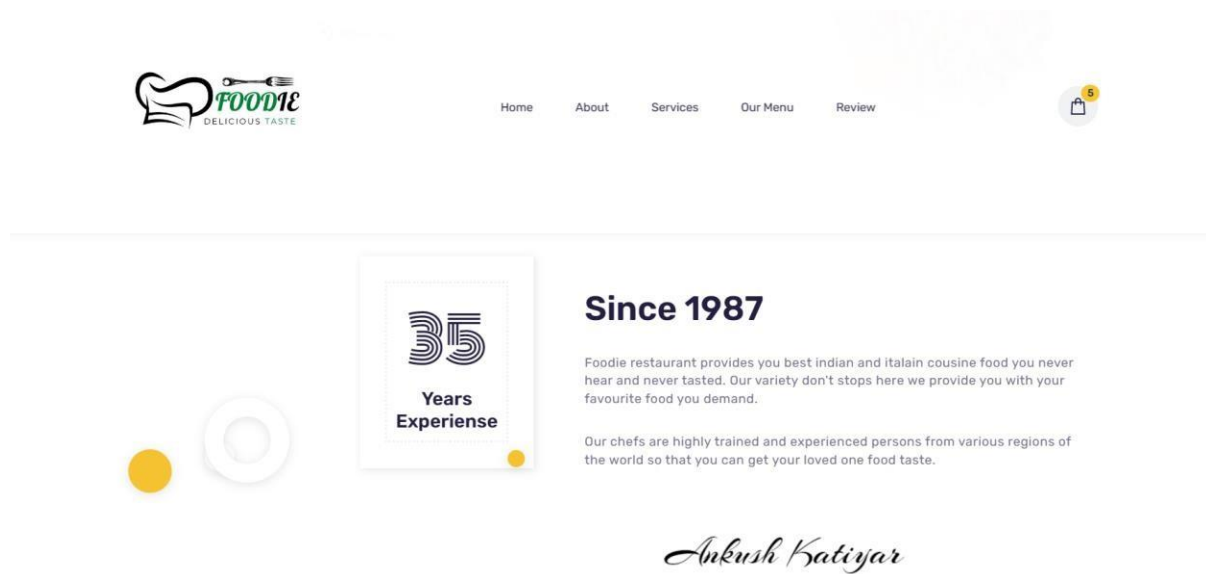 FOODIE
DELICIOUS TASTE
Home About Services Our Menu Review
5
35
Years
Experiense
Since 1987
Foodie restaurant provides you best indian and italain cousine food you never
hear and never tasted. Our variety don't stops here we provide you with your
favourite food you demand.
Our chefs are highly trained and experienced persons from various regions of
the world so that you can get your loved one food taste.
Ankush Katiyar